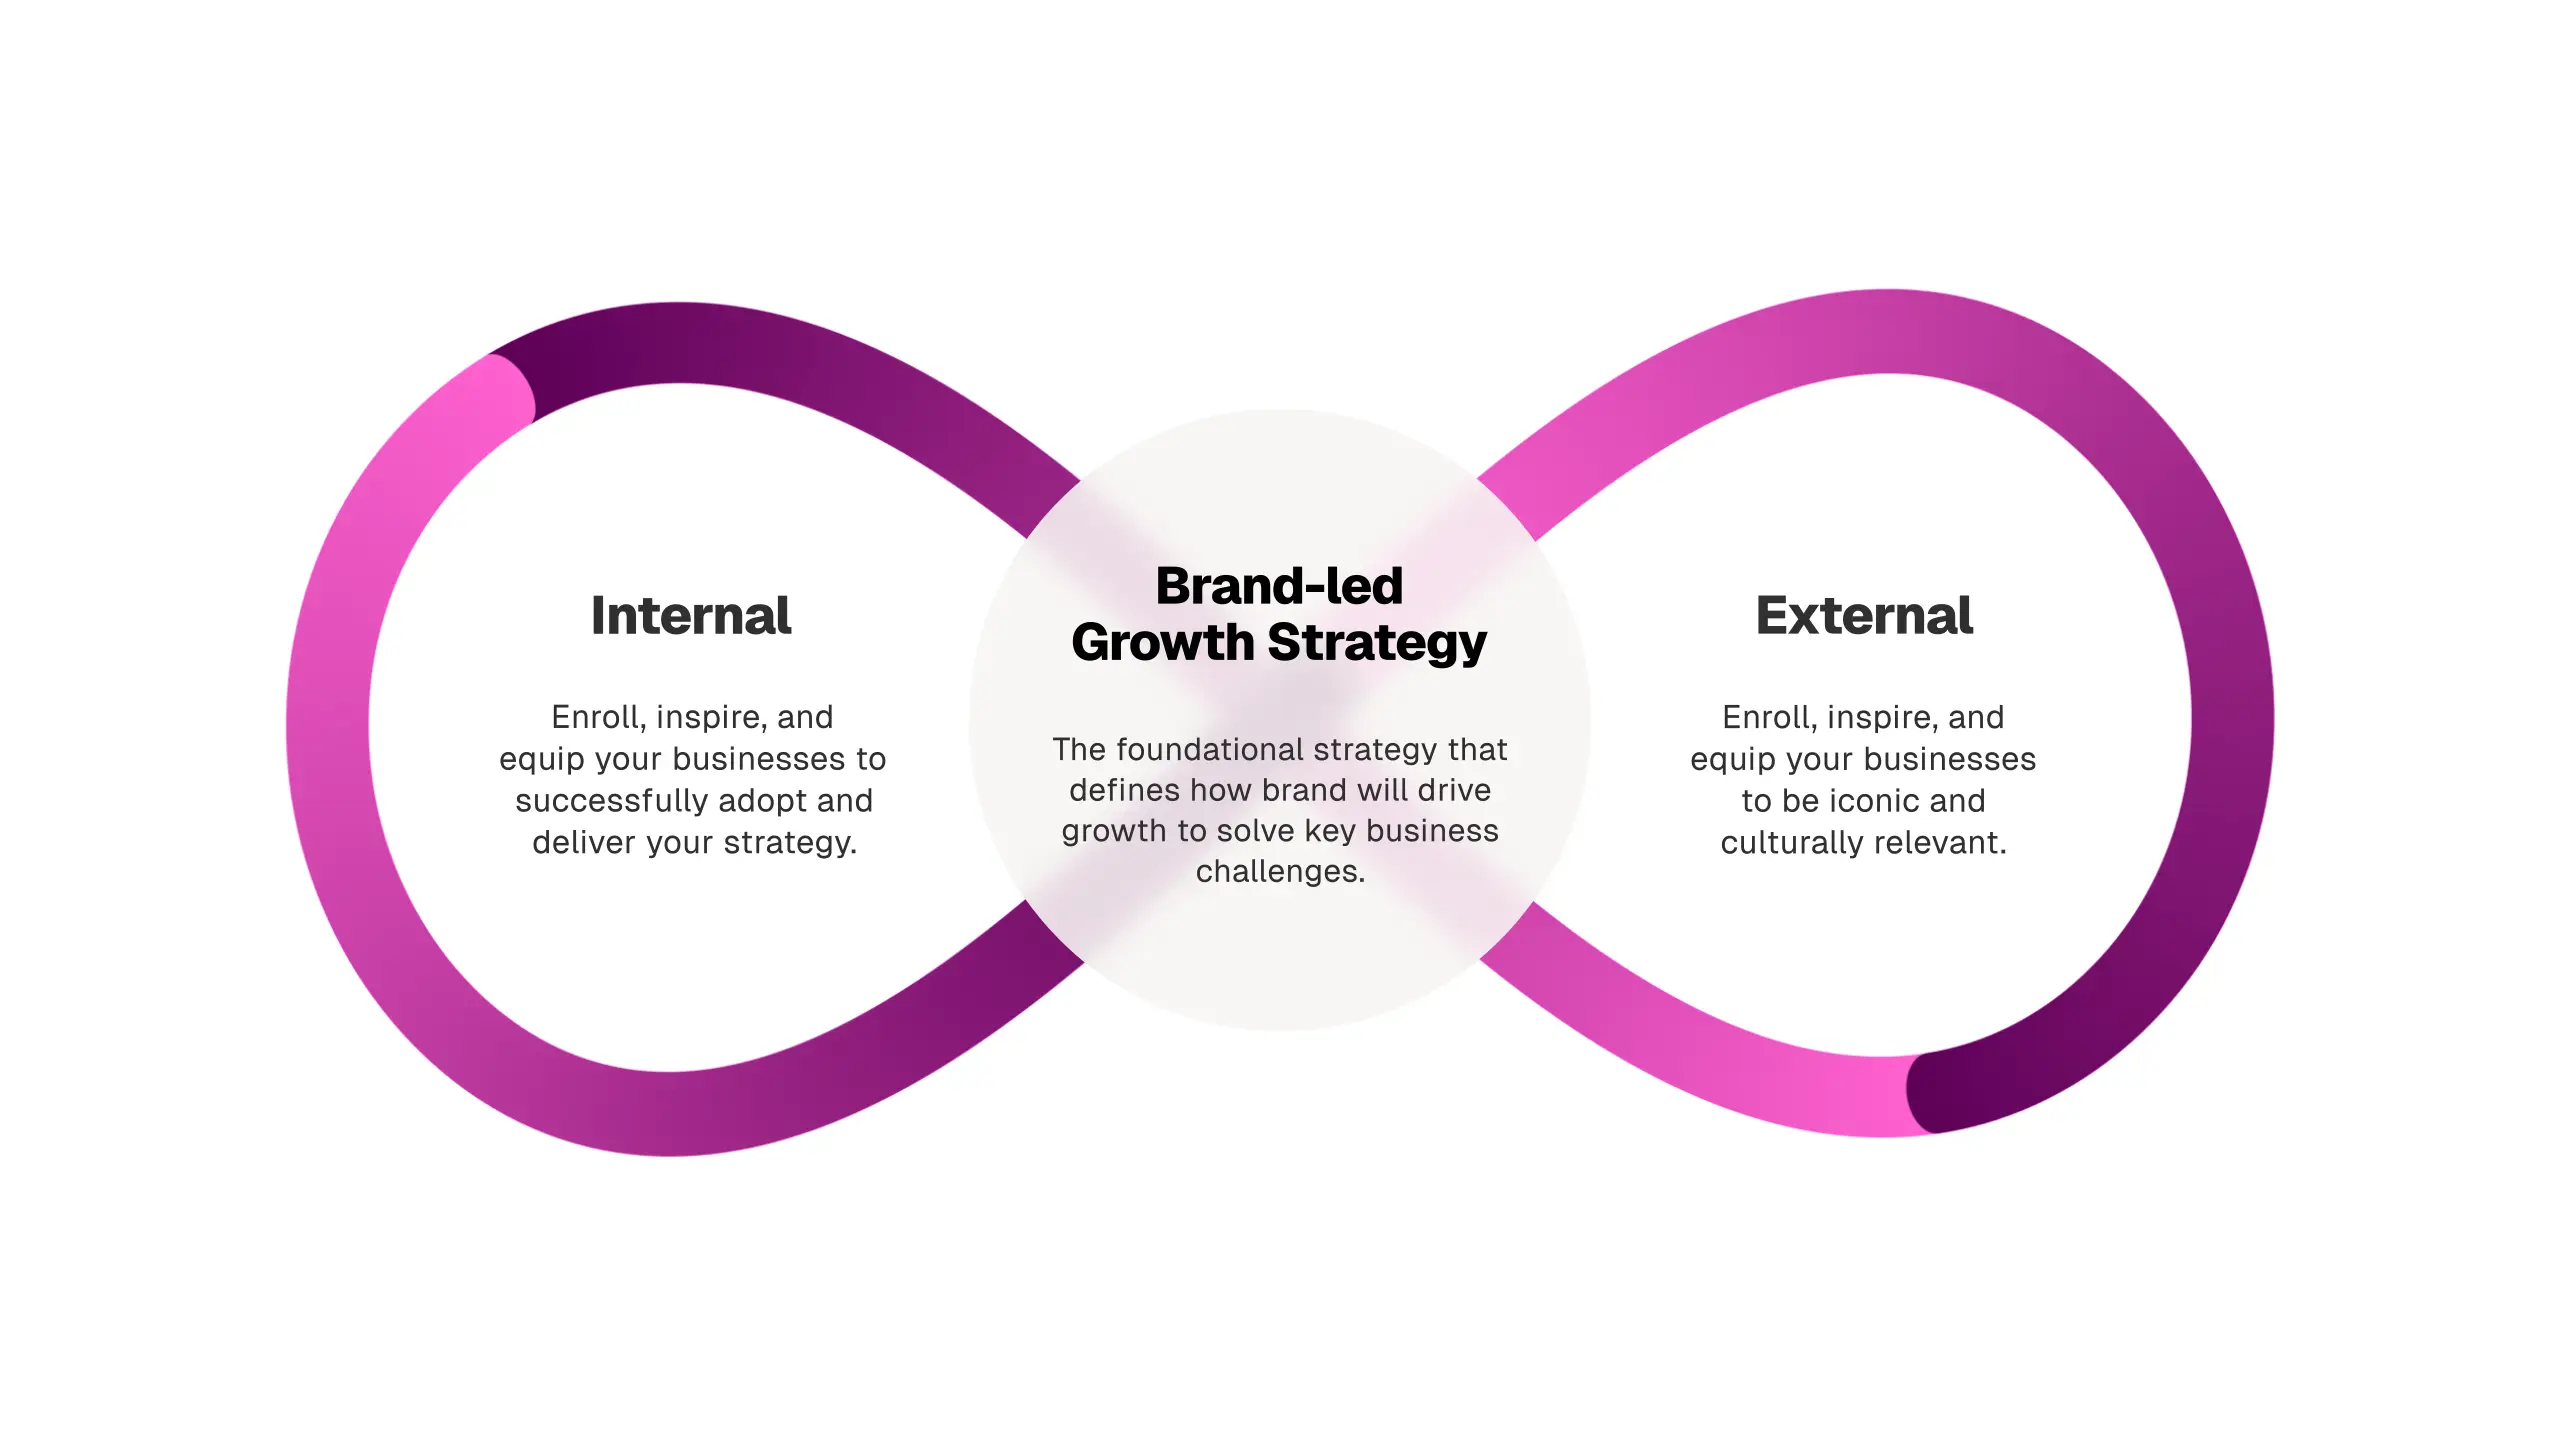 Internal
Enroll, inspire, and
equip your businesses to
successfully adopt and
deliver your strategy.
Brand-led
Growth Strategy
The foundational strategy that
defines how brand will drive
growth to solve key business
challenges.
External
Enroll, inspire, and
equip your businesses
to be iconic and
culturally relevant.